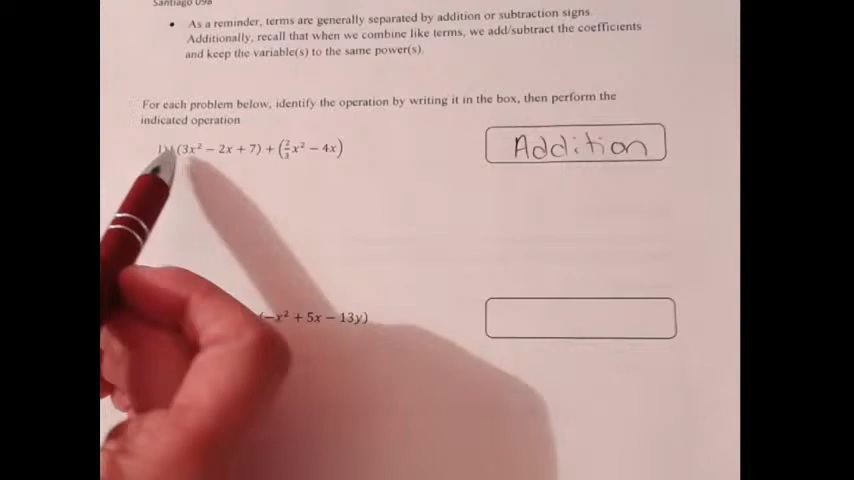 Santiago 098
• As a reminder, terms are generally separated by addition or subtraction signs.
Additionally, recall that when we combine like terms, we add/subtract the coefficients
and keep the variable(s) to the same power(s).
For each problem below, identify the operation by writing it in the box, then perform the
indicated operation
1) (3x² − 2x + 7) + (2/3x² − 4x)
Addition
(−x² + 5x − 13y)